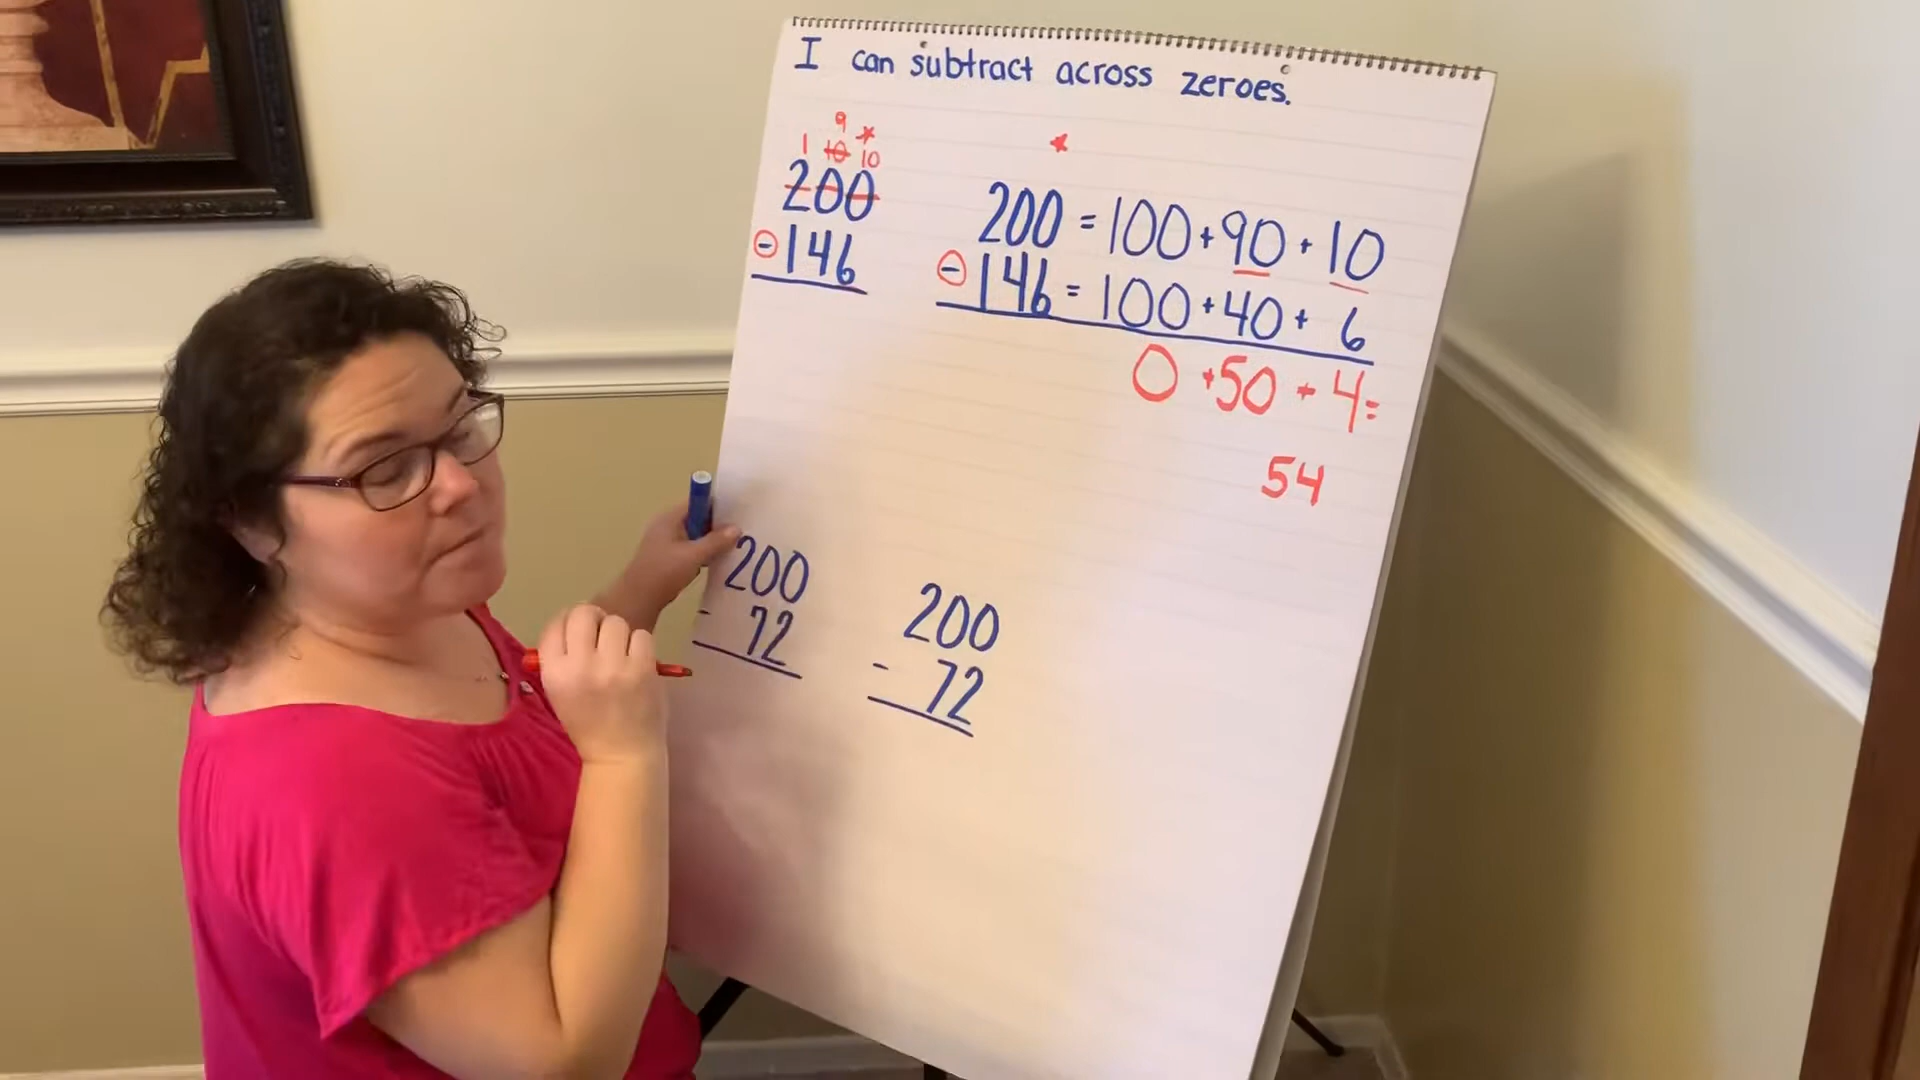 I can subtract across zeroes.
9
1 10 10
200
-146
200 = 100 + 90 + 10
-146 = 100 + 40 + 6
0 + 50 + 4 =
54
200
- 72
200
- 72